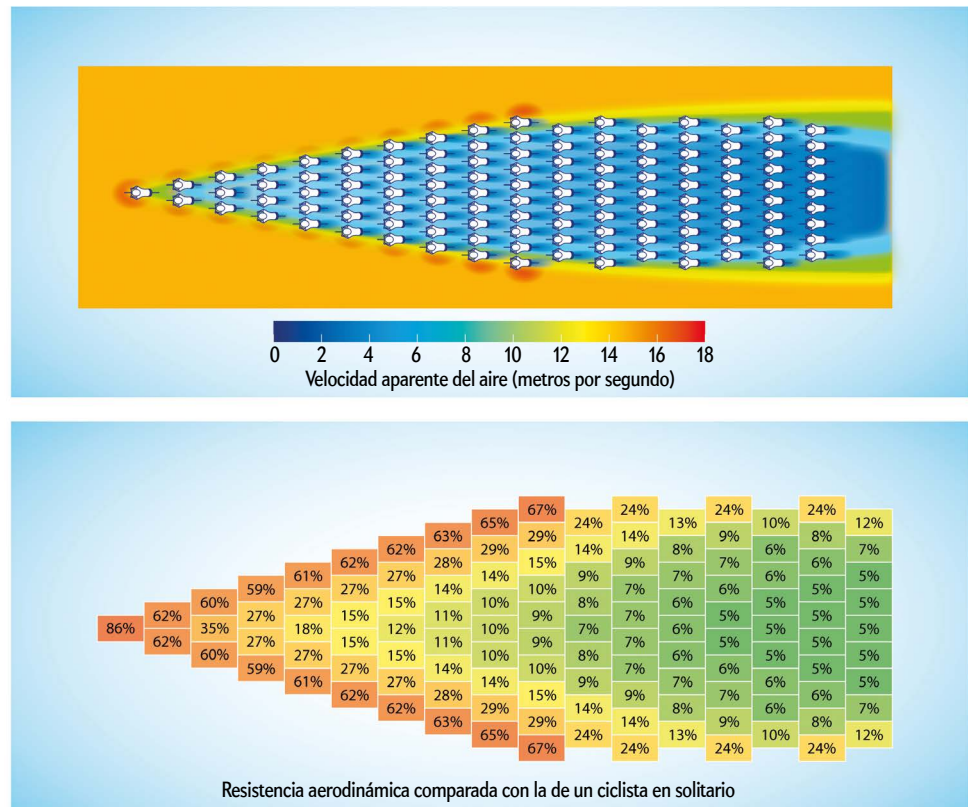 0 2 4 6 8 10 12 14 16 18
Velocidad aparente del aire (metros por segundo)
67% 24% 24% 24%
65% 24% 13% 10% 12%
63% 29% 14% 9% 8%
62% 29% 14% 8% 6% 7%
62% 28% 15% 9% 7% 6%
61% 27% 14% 9% 7% 6% 5%
59% 27% 14% 10% 7% 6% 5%
60% 27% 15% 10% 8% 6% 5% 5%
62% 27% 15% 11% 9% 7% 5% 5%
86% 35% 18% 12% 10% 7% 6% 5% 5%
62% 27% 15% 11% 9% 7% 5% 5%
60% 27% 15% 10% 8% 6% 5% 5%
59% 27% 14% 10% 7% 6% 5%
61% 27% 14% 9% 7% 6% 5%
62% 28% 15% 9% 7% 6%
62% 29% 14% 8% 6% 7%
63% 29% 14% 9% 8%
65% 24% 13% 10% 12%
67% 24% 24% 24%
Resistencia aerodinámica comparada con la de un ciclista en solitario